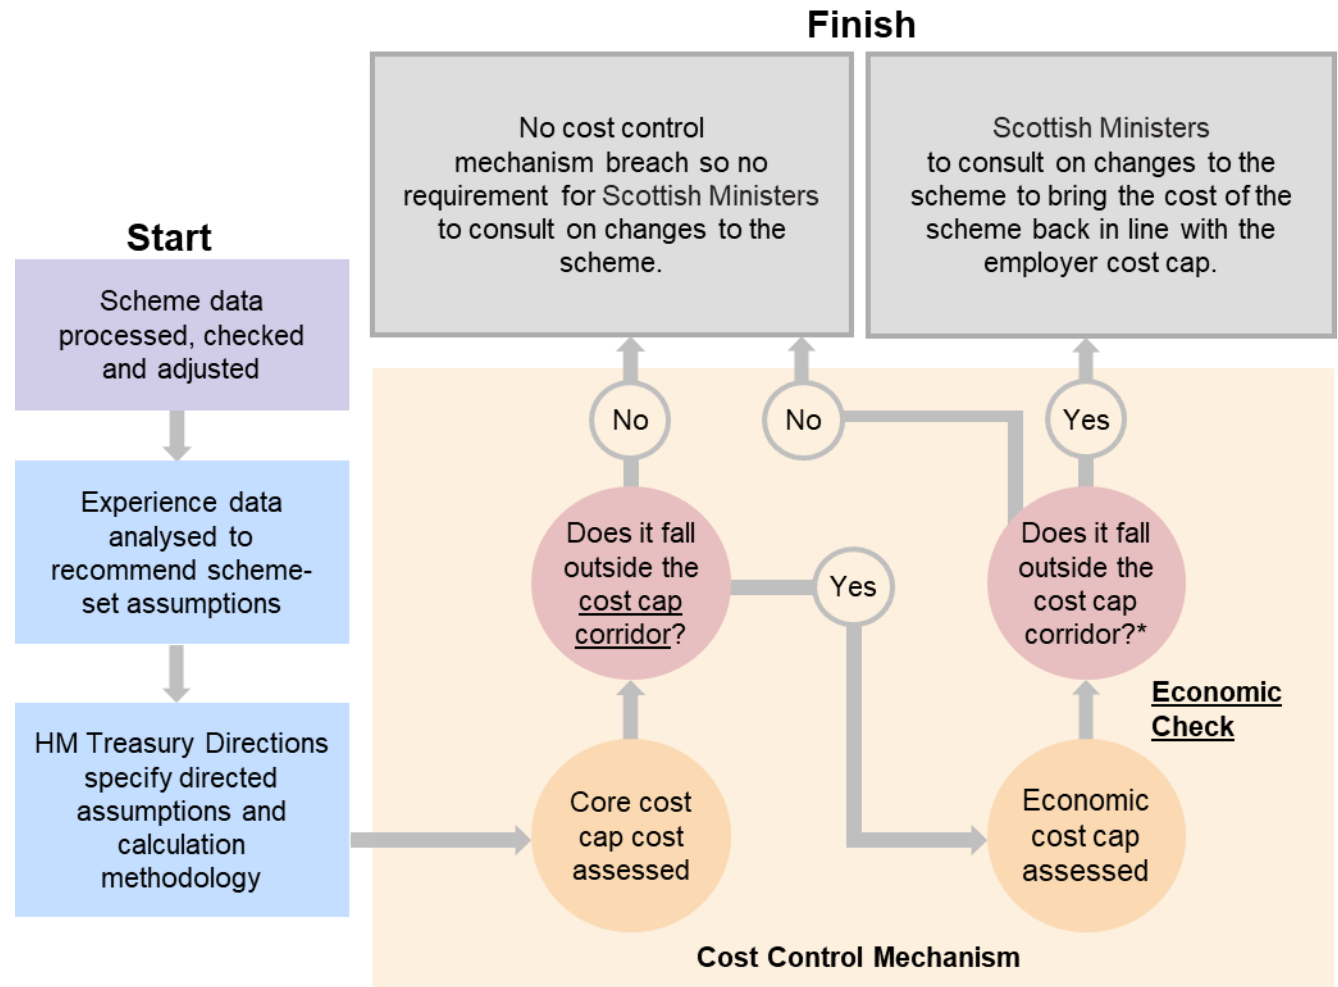 Finish
No cost control
mechanism breach so no
requirement for Scottish Ministers
to consult on changes to the
scheme.
Scottish Ministers
to consult on changes to the
scheme to bring the cost of the
scheme back in line with the
employer cost cap.
Start
Scheme data
processed, checked
and adjusted
Experience data
analysed to
recommend scheme-
set assumptions
HM Treasury Directions
specify directed
assumptions and
calculation
methodology
No
No
Yes
Does it fall
outside the
cost cap
corridor?
Yes
Does it fall
outside the
cost cap
corridor?*
Economic
Check
Core cost
cap cost
assessed
Economic
cost cap
assessed
Cost Control Mechanism